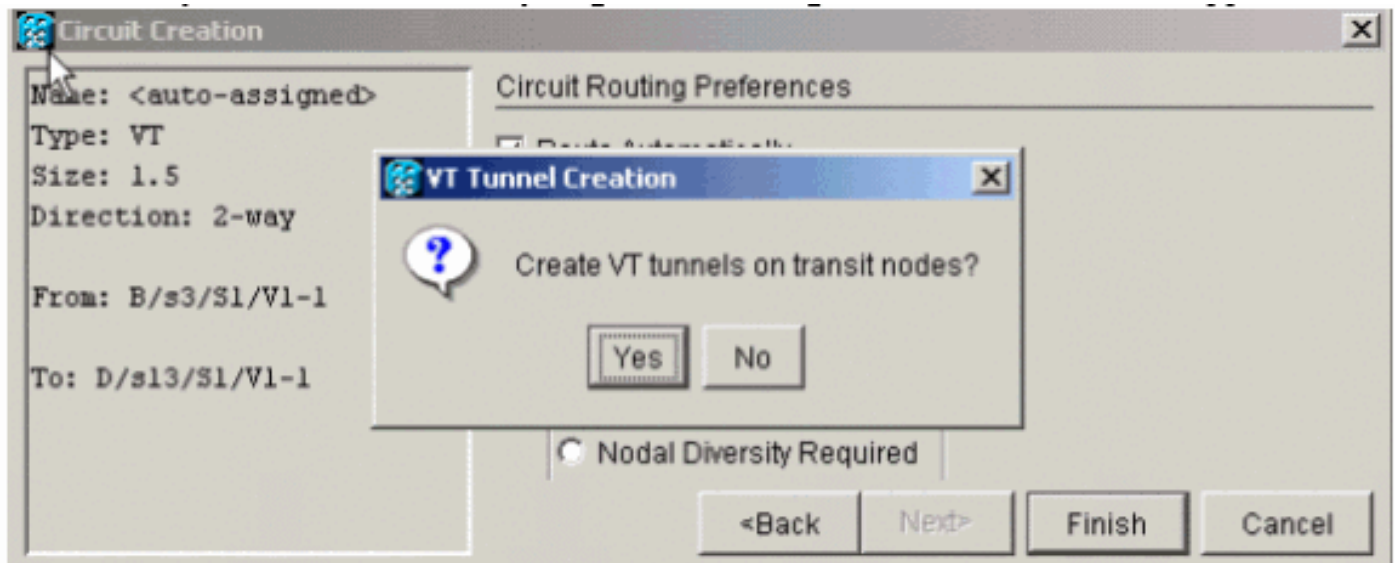 Circuit Creation
Name: <auto-assigned>
Type: VT
Size: 1.5
Direction: 2-way
From: B/s3/S1/V1-1
To: D/s13/S1/V1-1
Circuit Routing Preferences
Route Automatically
VT Tunnel Creation
Create VT tunnels on transit nodes?
Yes
No
Nodal Diversity Required
<Back
Next>
Finish
Cancel